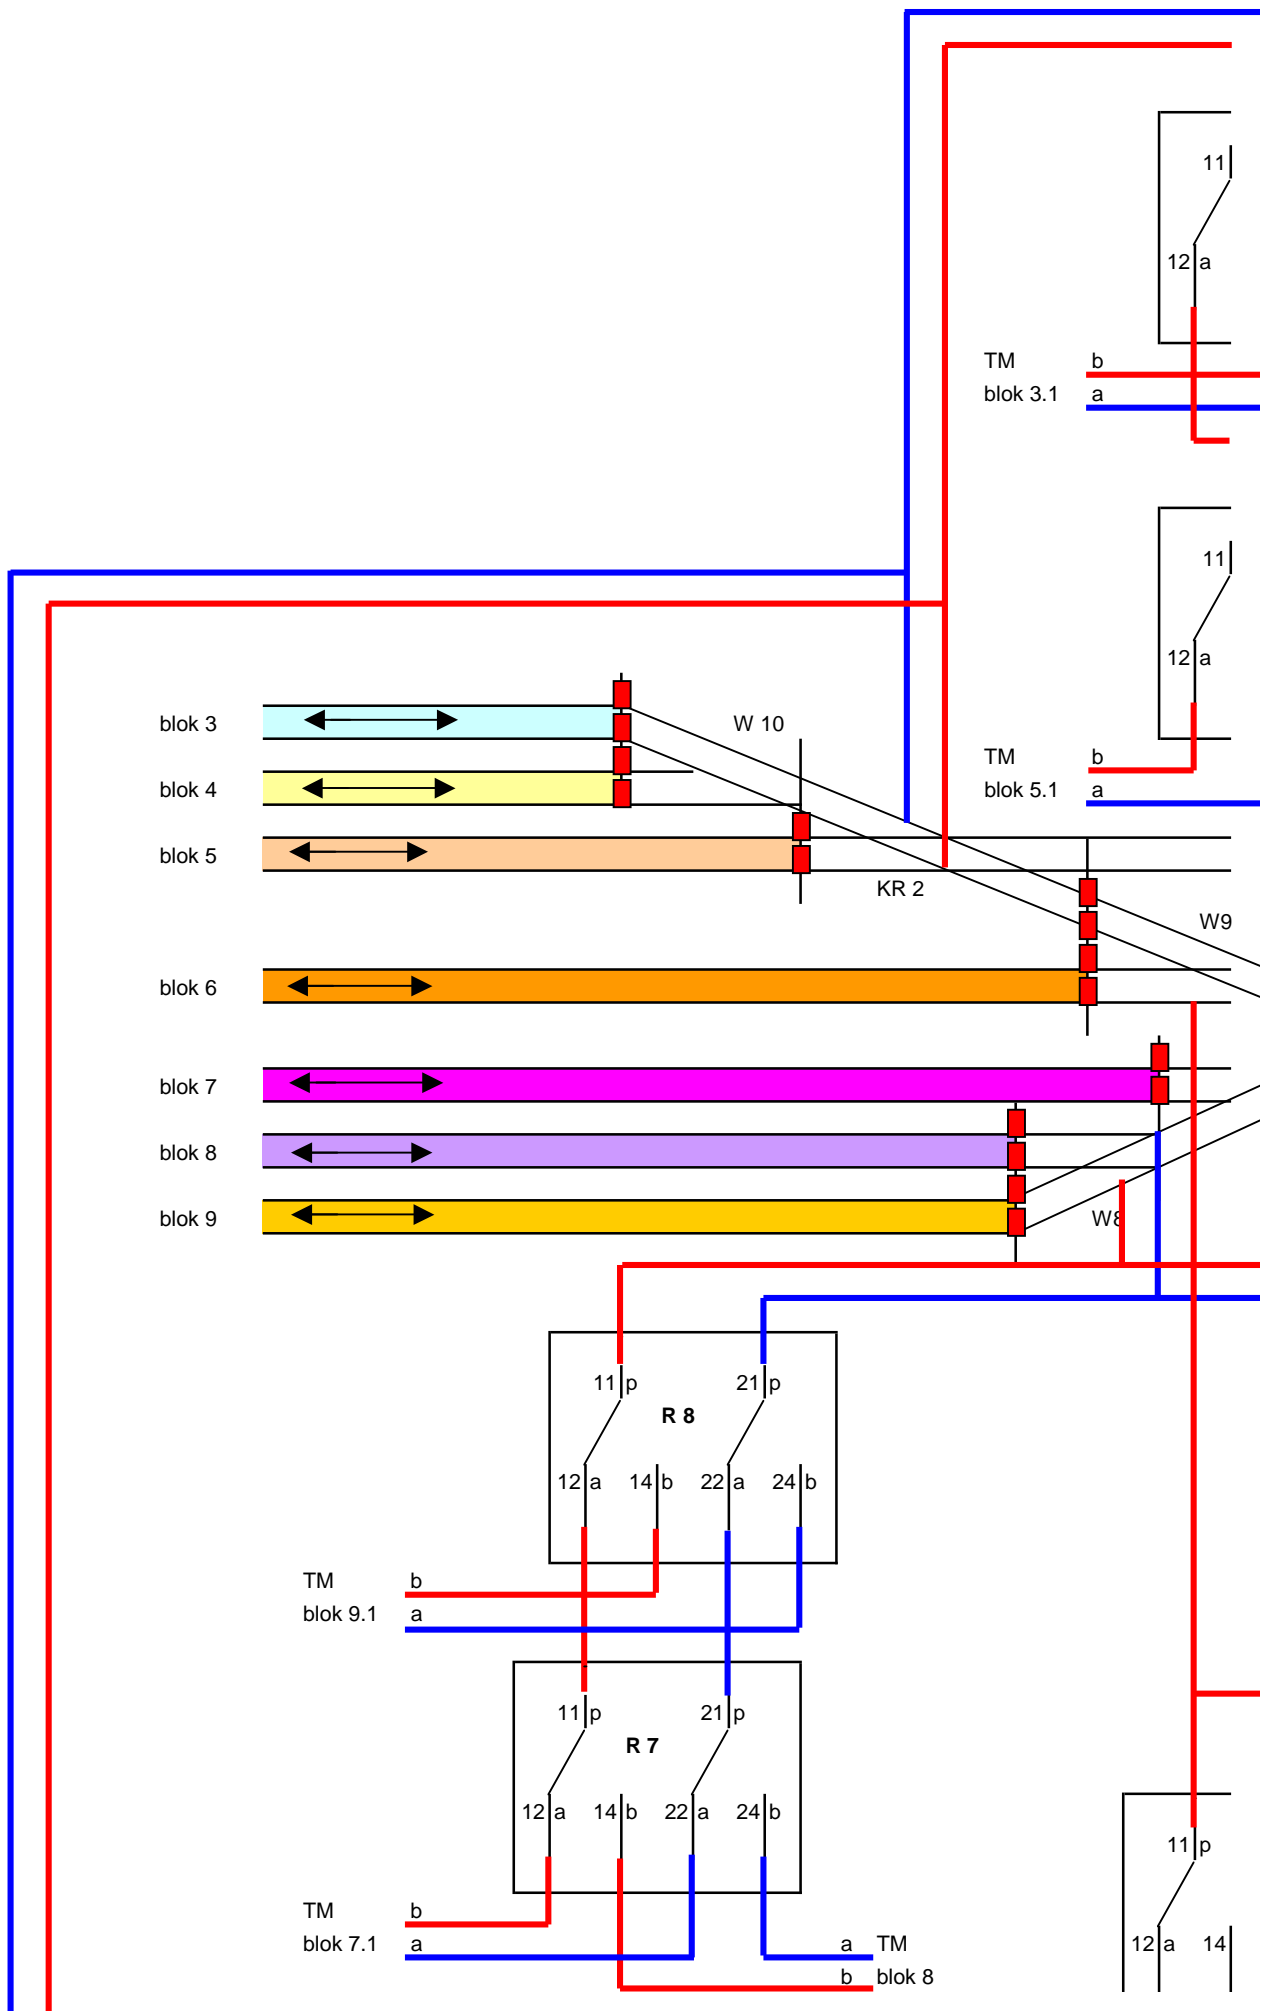 11
12 a
TM b
blok 3.1 a
11
12 a
blok 3 W 10
TM b
blok 4 blok 5.1 a
blok 5
KR 2
W9
blok 6
blok 7
blok 8
blok 9 W8
11 p 21 p
R 8
12 a 14 b 22 a 24 b
TM b
blok 9.1 a
11 p 21 p
R 7
12 a 14 b 22 a 24 b
11 p
TM b
blok 7.1 a a TM 12 a 14
b blok 8